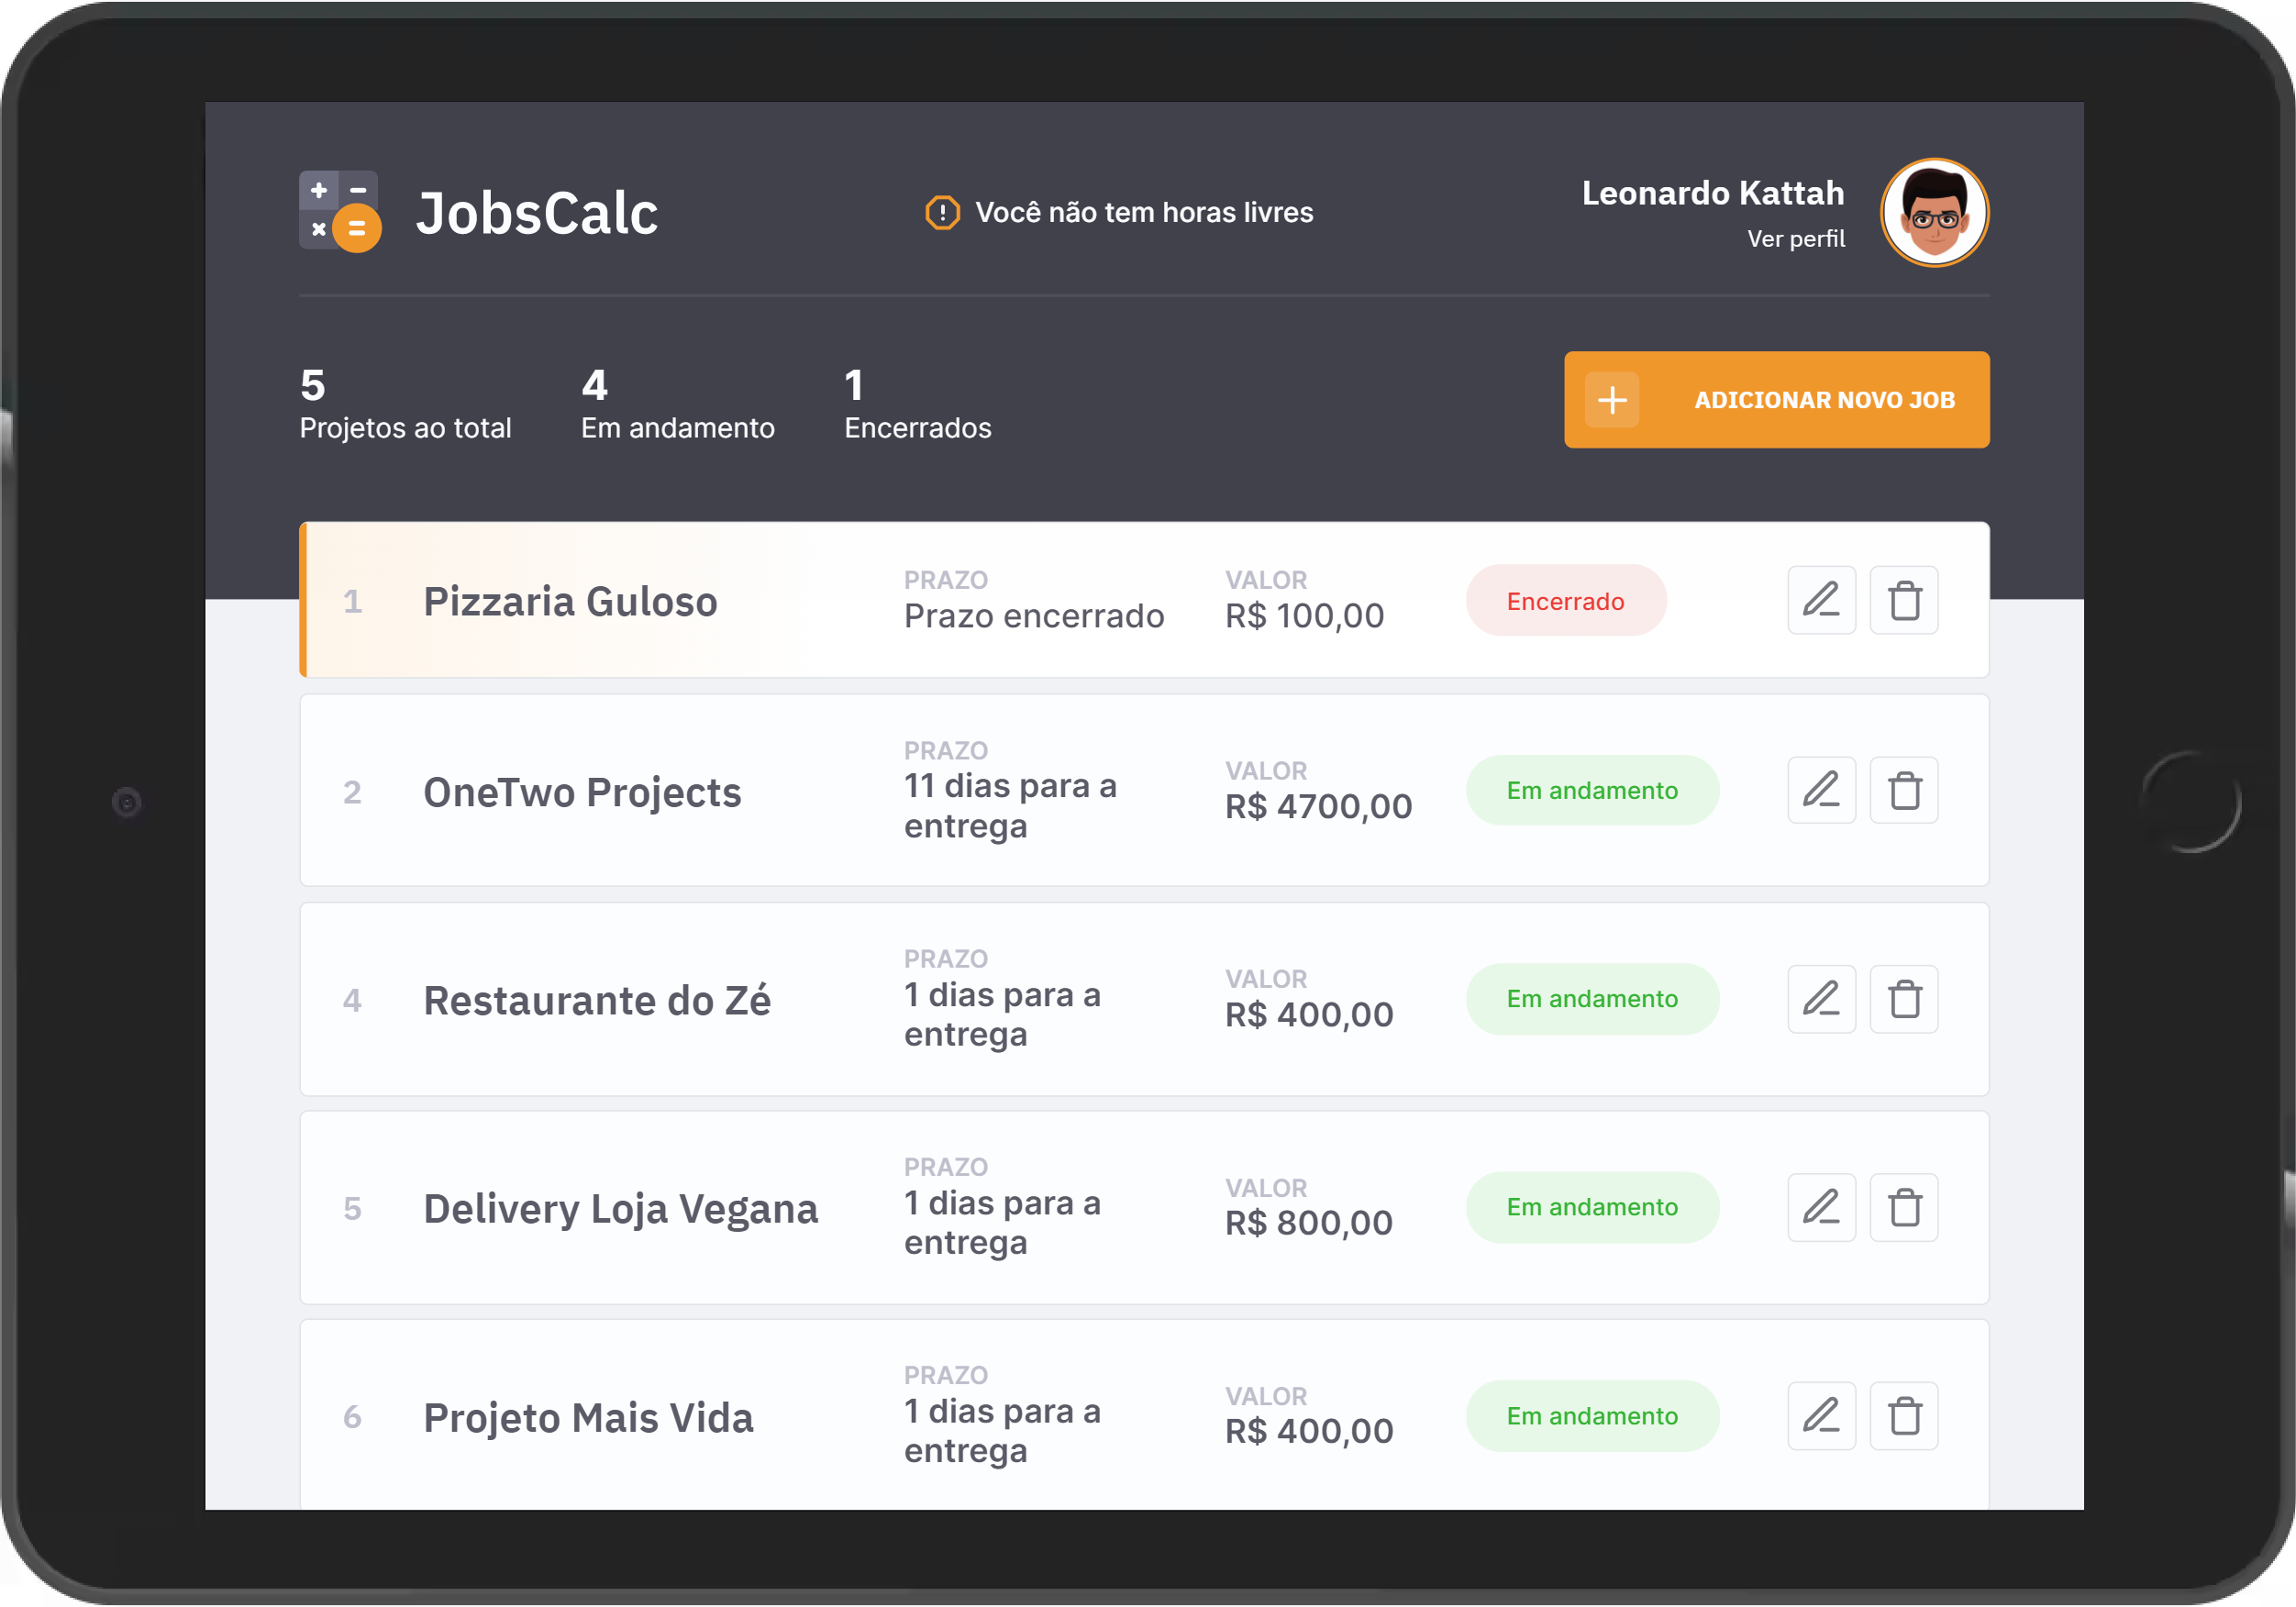 JobsCalc
Você não tem horas livres
Leonardo Kattah
Ver perfil
5
Projetos ao total
4
Em andamento
1
Encerrados
ADICIONAR NOVO JOB
1
Pizzaria Guloso
PRAZO
Prazo encerrado
VALOR
R$ 100,00
Encerrado
2
OneTwo Projects
PRAZO
11 dias para a
entrega
VALOR
R$ 4700,00
Em andamento
4
Restaurante do Zé
PRAZO
1 dias para a
entrega
VALOR
R$ 400,00
Em andamento
5
Delivery Loja Vegana
PRAZO
1 dias para a
entrega
VALOR
R$ 800,00
Em andamento
6
Projeto Mais Vida
PRAZO
1 dias para a
entrega
VALOR
R$ 400,00
Em andamento